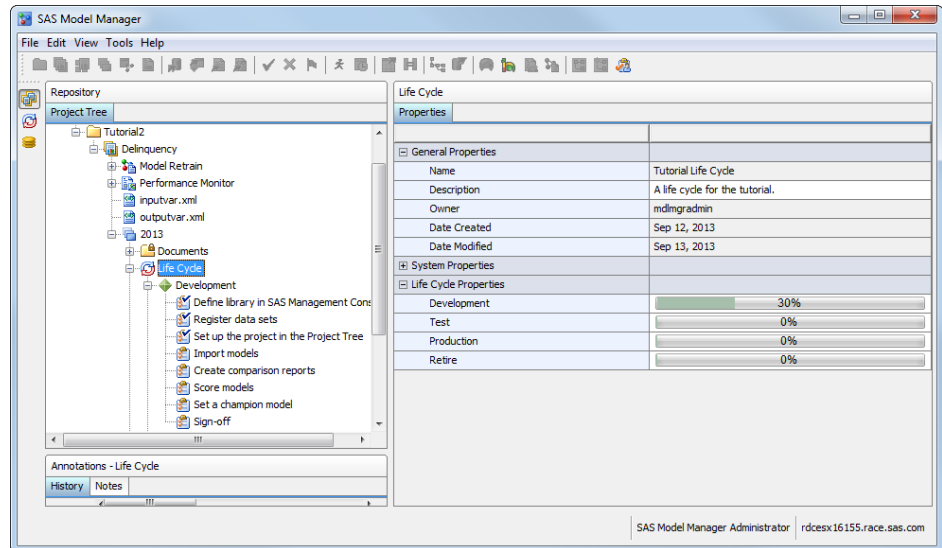 SAS Model Manager
File Edit View Tools Help
Repository
Project Tree
Tutorial2
Delinquency
Model Retrain
Performance Monitor
inputvar.xml
outputvar.xml
2013
Documents
Life Cycle
Development
Define library in SAS Management Cons
Register data sets
Set up the project in the Project Tree
Import models
Create comparison reports
Score models
Set a champion model
Sign-off
Annotations - Life Cycle
History Notes
Life Cycle
Properties
General Properties
Name Tutorial Life Cycle
Description A life cycle for the tutorial.
Owner mdlmgradmin
Date Created Sep 12, 2013
Date Modified Sep 13, 2013
System Properties
Life Cycle Properties
Development 30%
Test 0%
Production 0%
Retire 0%
SAS Model Manager Administrator rdcesx16155.race.sas.com